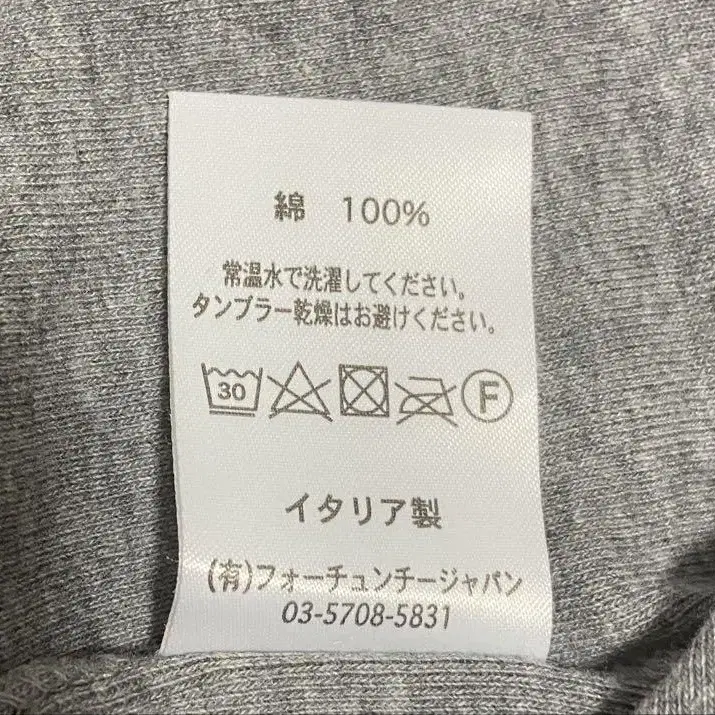 綿 100%
常温水で洗濯してください。
タンブラー乾燥はお避けください。
30 F
イタリア製
(有)フォーチュンチージャパン
03-5708-5831